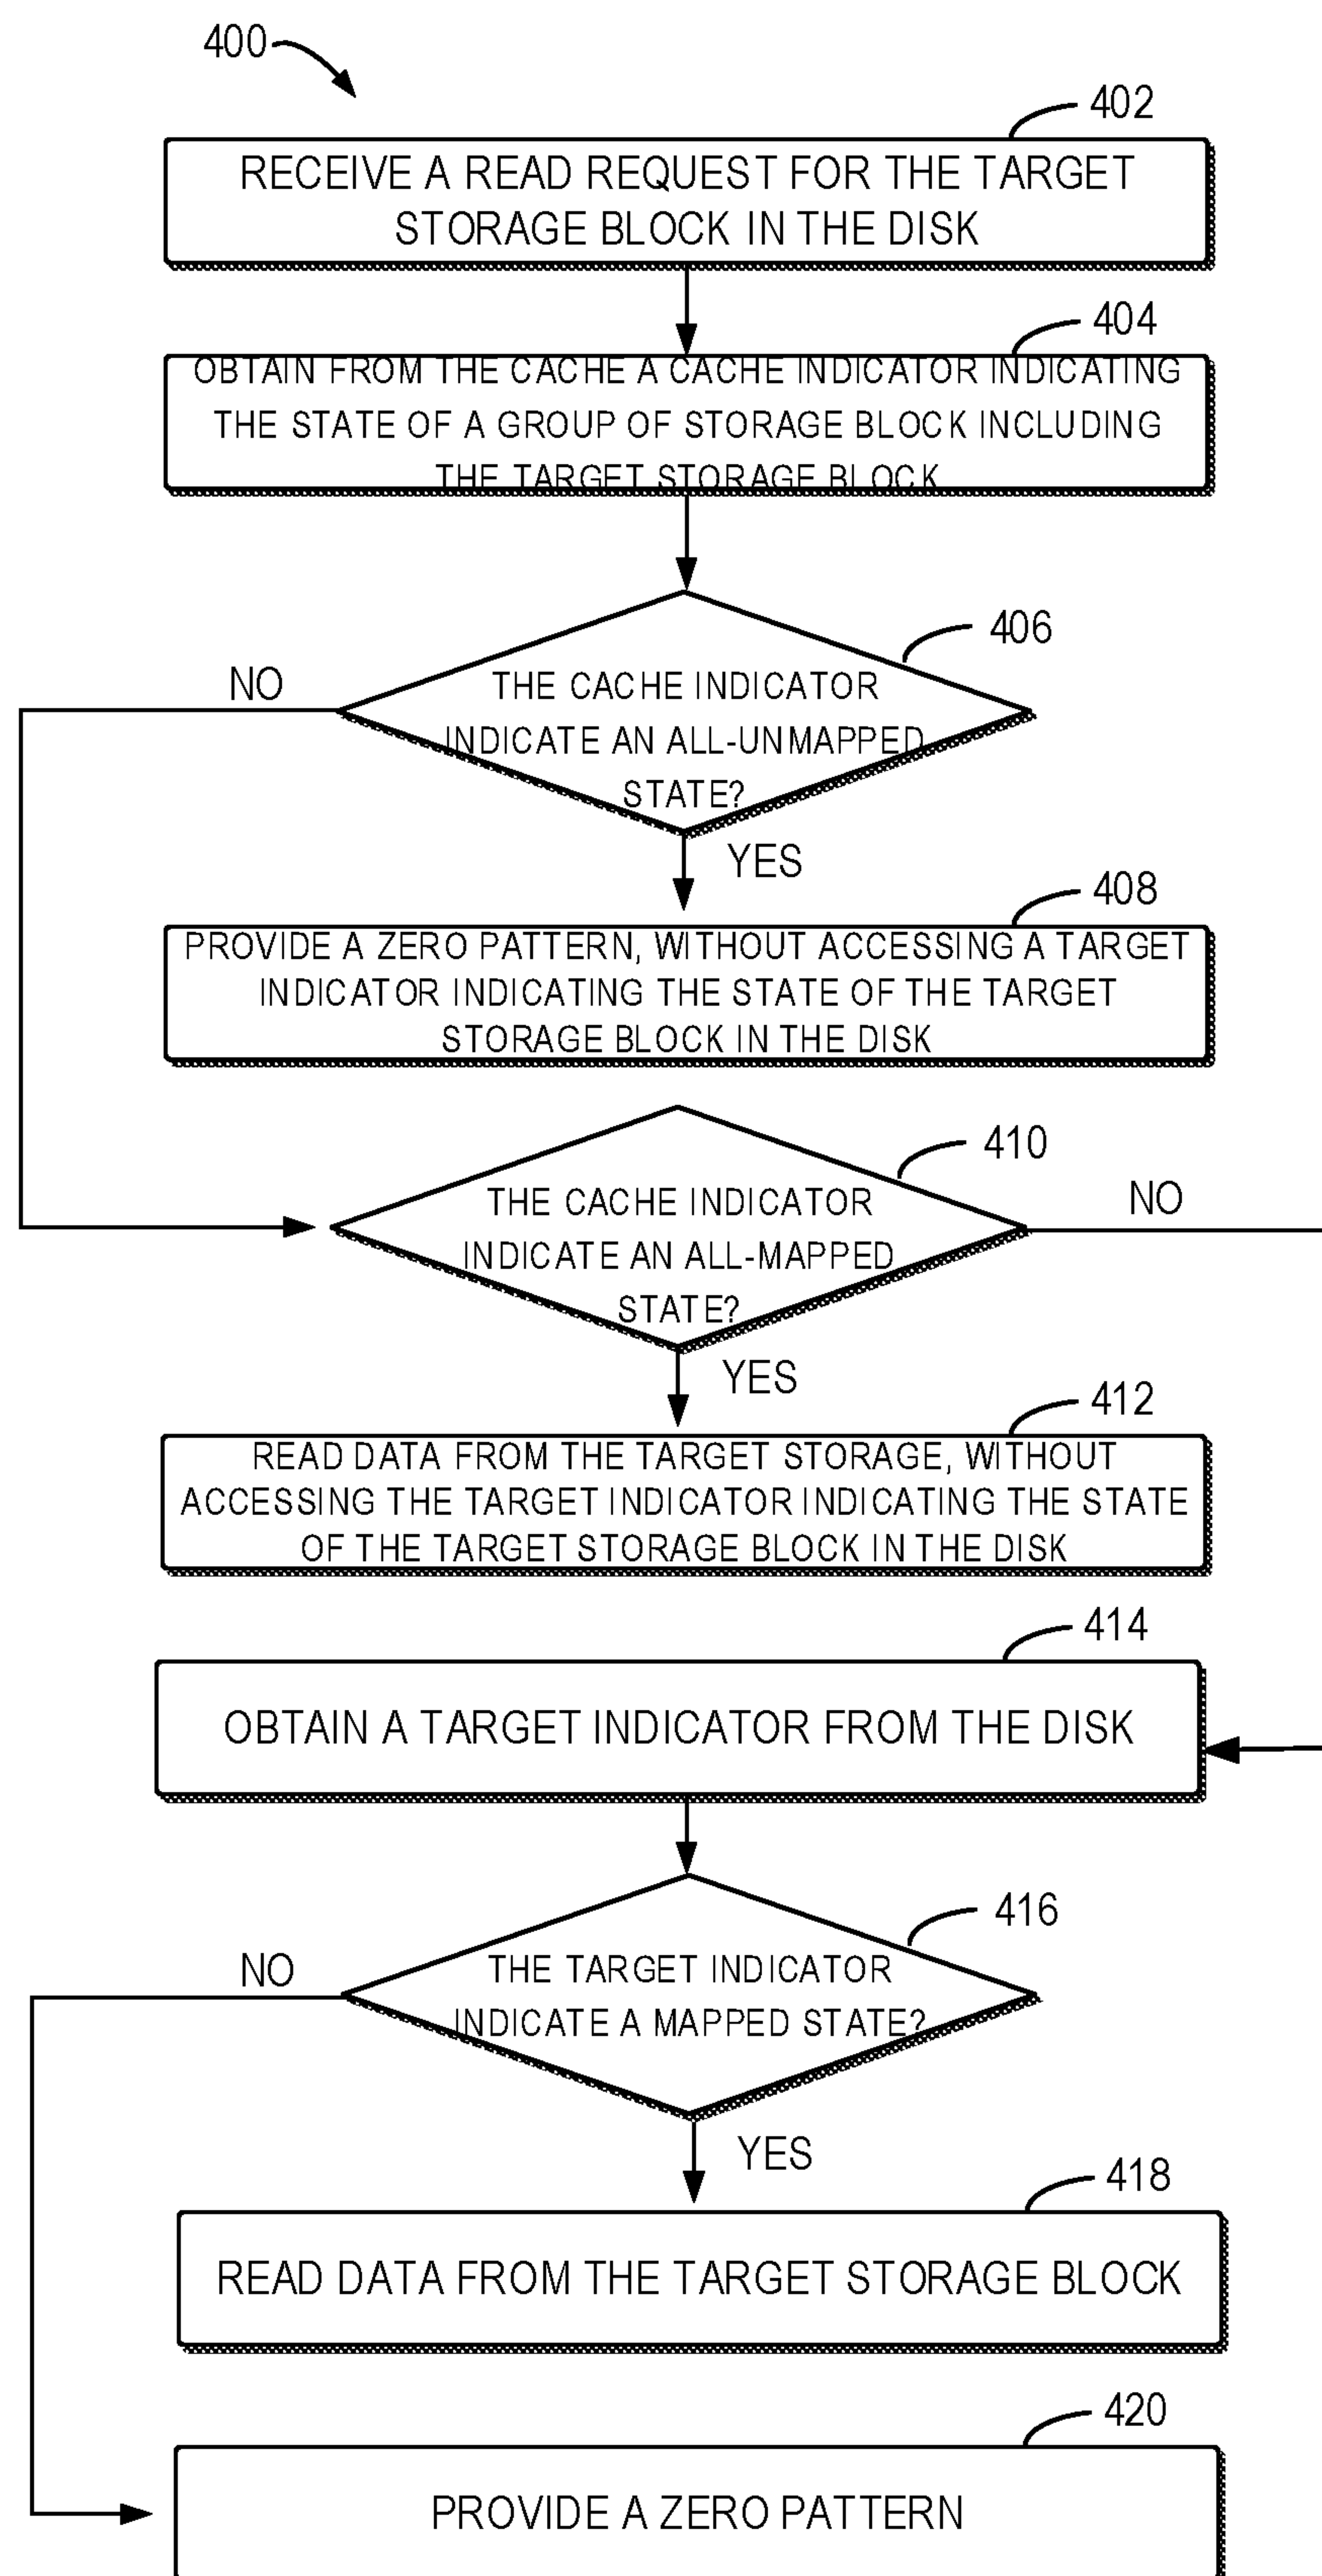 400
402
RECEIVE A READ REQUEST FOR THE TARGET
STORAGE BLOCK IN THE DISK
404
OBTAIN FROM THE CACHE A CACHE INDICATOR INDICATING
THE STATE OF A GROUP OF STORAGE BLOCK INCLUDING
THE TARGET STORAGE BLOCK
406
NO
THE CACHE INDICATOR
INDICATE AN ALL-UNMAPPED
STATE?
YES
408
PROVIDE A ZERO PATTERN, WITHOUT ACCESSING A TARGET
INDICATOR INDICATING THE STATE OF THE TARGET
STORAGE BLOCK IN THE DISK
410
NO
THE CACHE INDICATOR
INDICATE AN ALL-MAPPED
STATE?
YES
412
READ DATA FROM THE TARGET STORAGE, WITHOUT
ACCESSING THE TARGET INDICATOR INDICATING THE STATE
OF THE TARGET STORAGE BLOCK IN THE DISK
414
OBTAIN A TARGET INDICATOR FROM THE DISK
416
NO
THE TARGET INDICATOR
INDICATE A MAPPED STATE?
YES
418
READ DATA FROM THE TARGET STORAGE BLOCK
420
PROVIDE A ZERO PATTERN